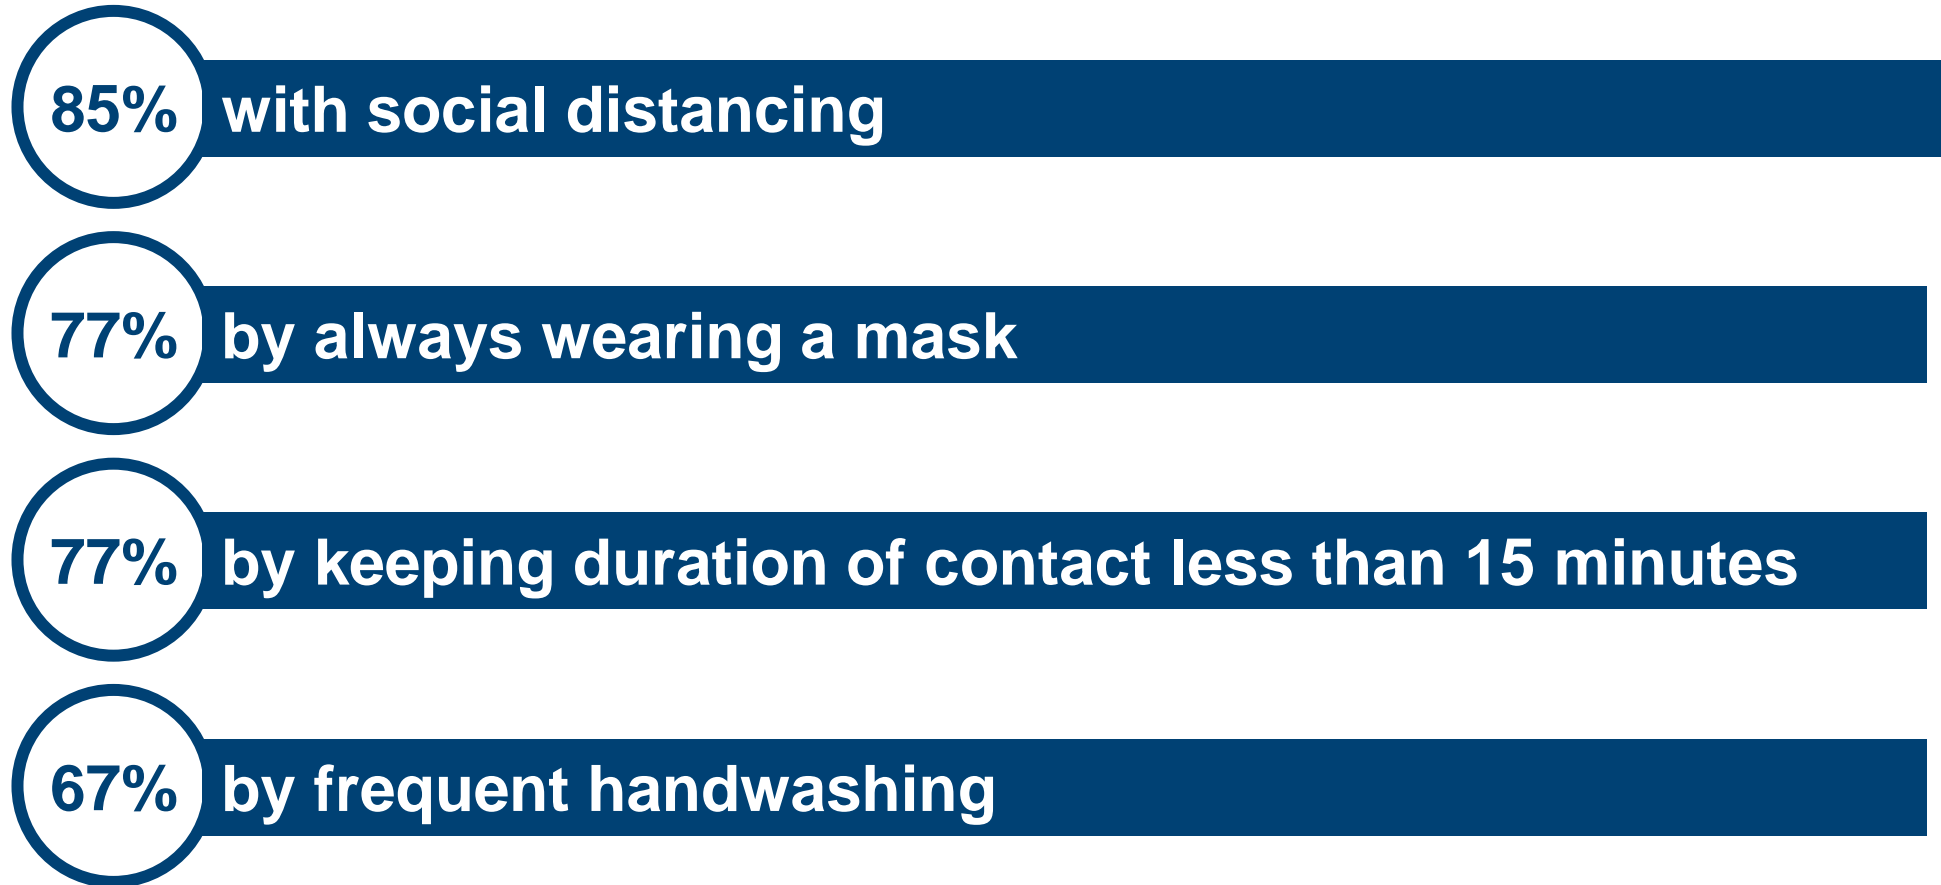 85% with social distancing
77% by always wearing a mask
77% by keeping duration of contact less than 15 minutes
67% by frequent handwashing